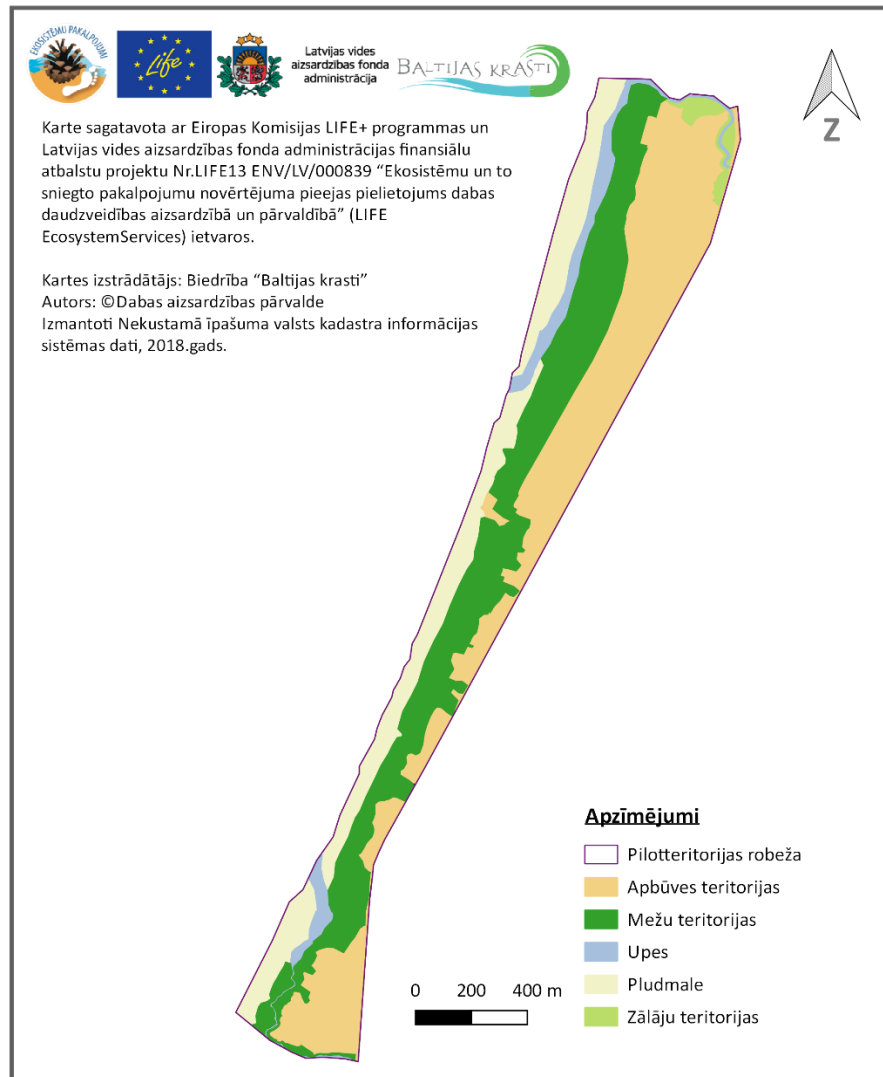 EKOSISTĒMU PAKALPOJUMI
Life
Latvijas vides
aizsardzības fonda
administrācija
BALTIJAS KRASTI
Karte sagatavota ar Eiropas Komisijas LIFE+ programmas un
Latvijas vides aizsardzības fonda administrācijas finansiālu
atbalstu projektu Nr.LIFE13 ENV/LV/000839 “Ekosistēmu un to
sniegto pakalpojumu novērtējuma pieejas pielietojums dabas
daudzveidības aizsardzībā un pārvaldībā” (LIFE
EcosystemServices) ietvaros.
Kartes izstrādātājs: Biedrība “Baltijas krasti”
Autors: ©Dabas aizsardzības pārvalde
Izmantoti Nekustamā īpašuma valsts kadastra informācijas
sistēmas dati, 2018.gads.
Z
Apzīmējumi
Pilotteritorijas robeža
Apbūves teritorijas
Mežu teritorijas
Upes
Pludmale
Zālāju teritorijas
0 200 400 m